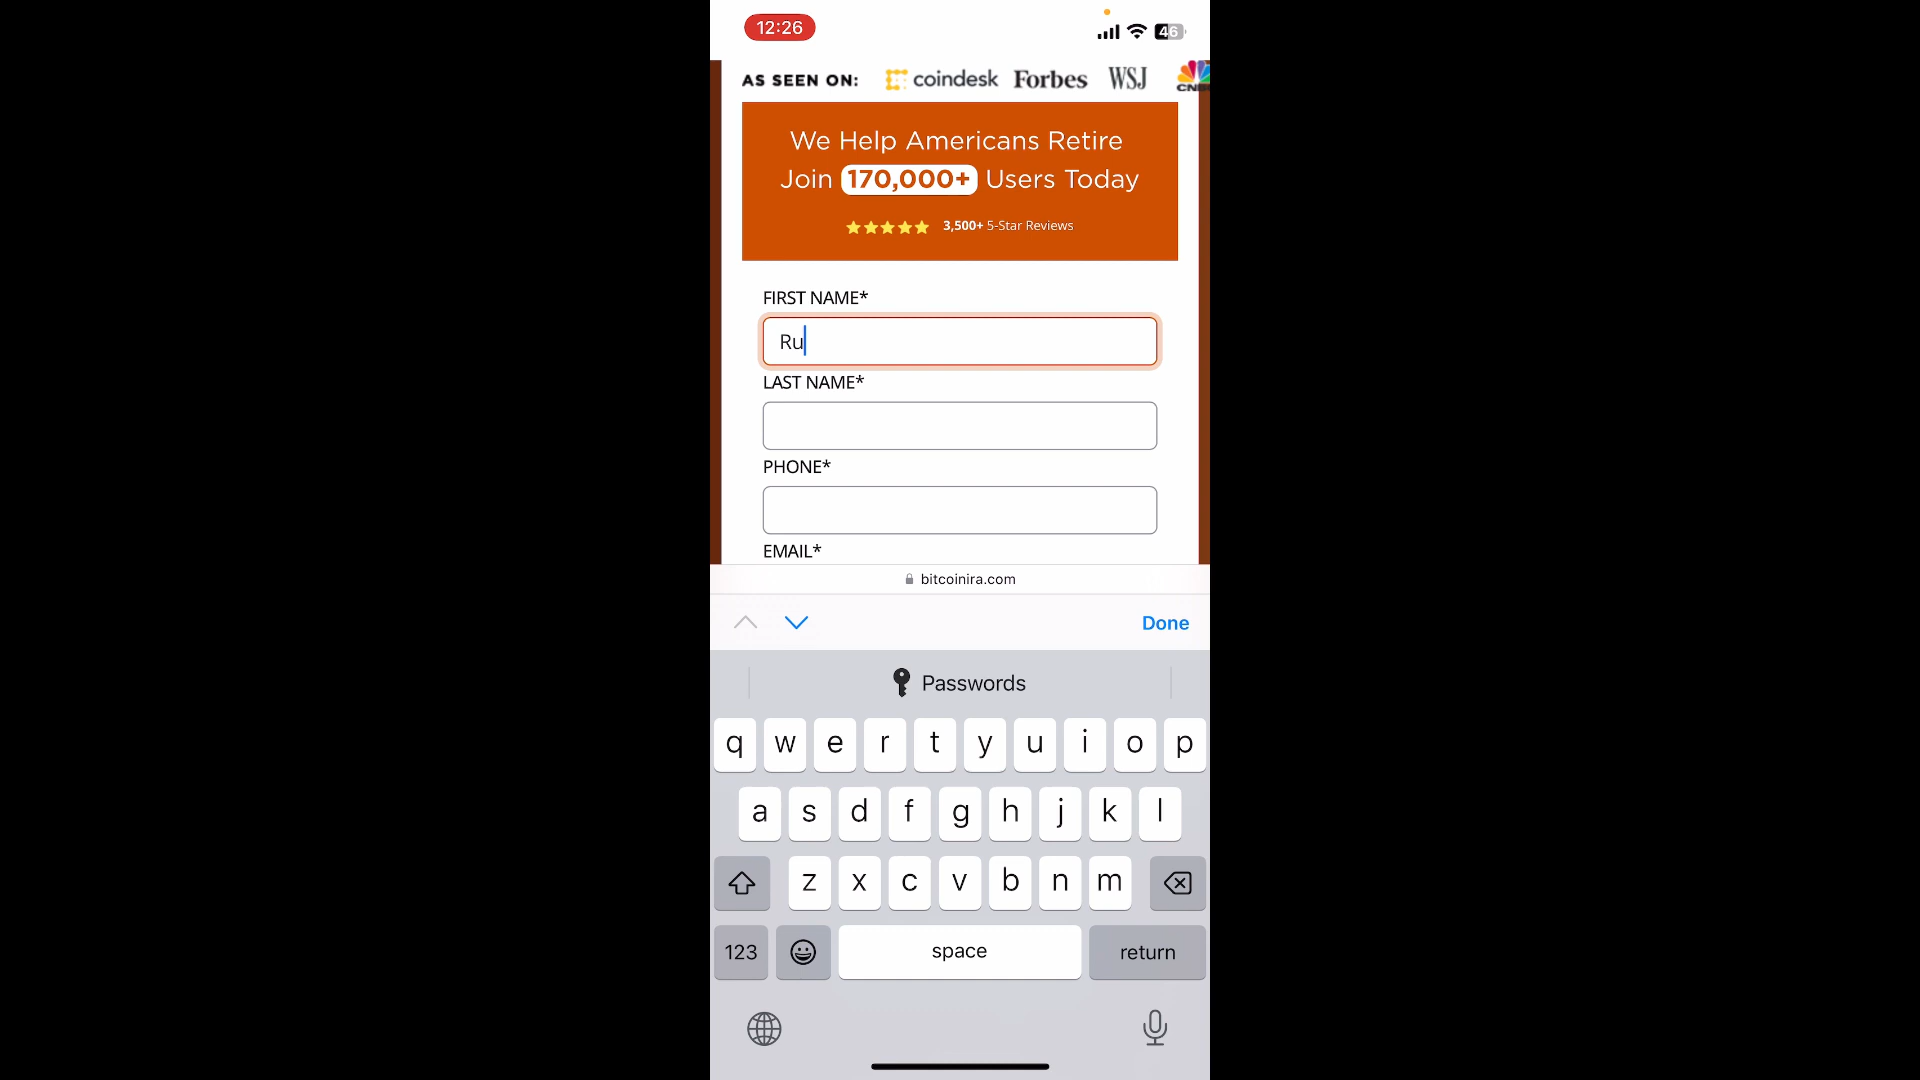 12:26
46
AS SEEN ON: coindesk Forbes WSJ
We Help Americans Retire
Join 170,000+ Users Today
3,500+ 5-Star Reviews
FIRST NAME*
Ru
LAST NAME*
PHONE*
EMAIL*
bitcoinira.com
Done
Passwords
q w e r t y u i o p
a s d f g h j k l
z x c v b n m
123 space return